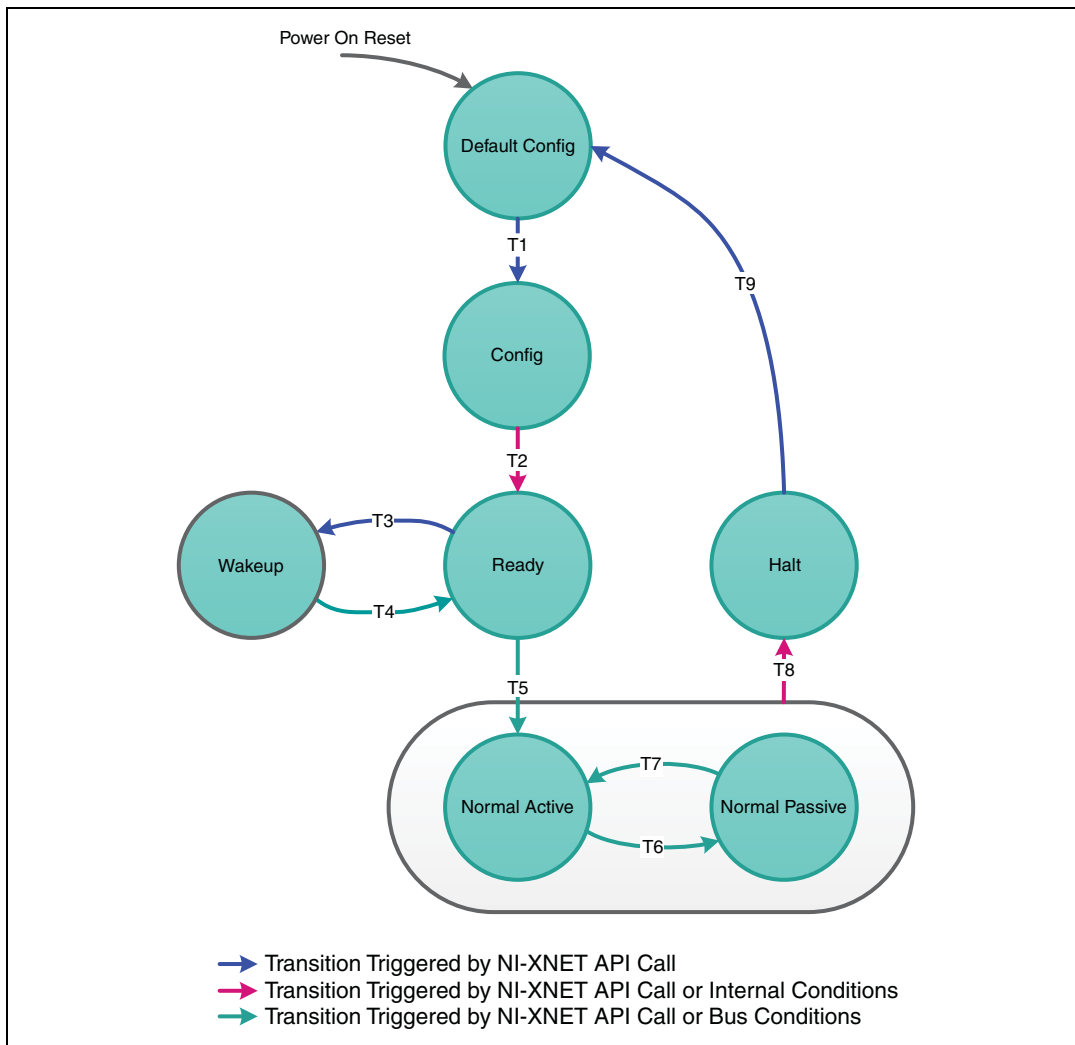 Power On Reset
Default Config
T1
T9
Config
T2
T3
Wakeup
Ready
Halt
T4
T8
T5
T7
Normal Active
Normal Passive
T6
Transition Triggered by NI-XNET API Call
Transition Triggered by NI-XNET API Call or Internal Conditions
Transition Triggered by NI-XNET API Call or Bus Conditions